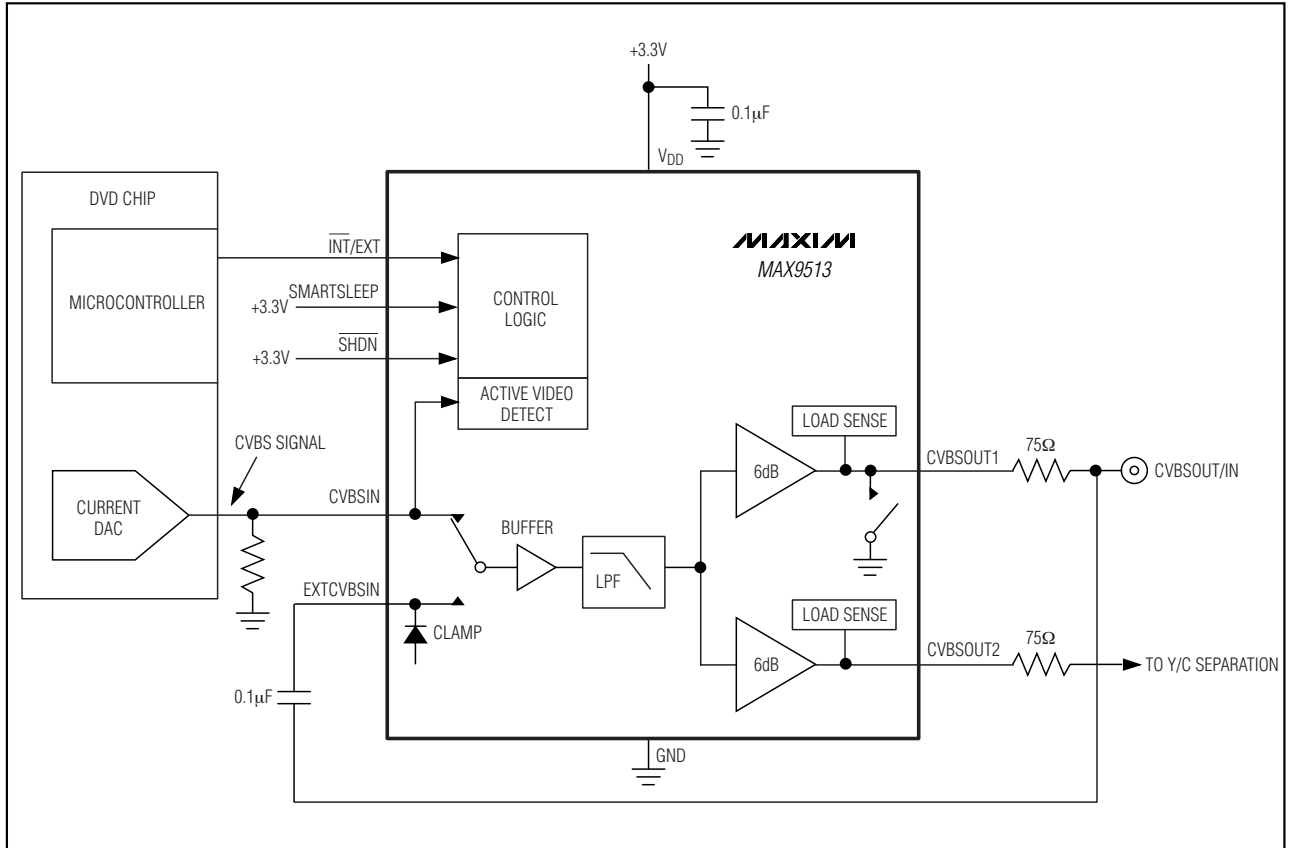 +3.3V
0.1µF
VDD
DVD CHIP
MICROCONTROLLER
INT/EXT
SMARTSLEEP
+3.3V
SHDN
+3.3V
CONTROL
LOGIC
ACTIVE VIDEO
DETECT
MAXIM
MAX9513
CVBS SIGNAL
CURRENT
DAC
CVBSIN
BUFFER
LPF
EXTCVBSIN
CLAMP
0.1µF
LOAD SENSE
6dB
CVBSOUT1
75Ω
CVBSOUT/IN
LOAD SENSE
6dB
CVBSOUT2
75Ω
TO Y/C SEPARATION
GND